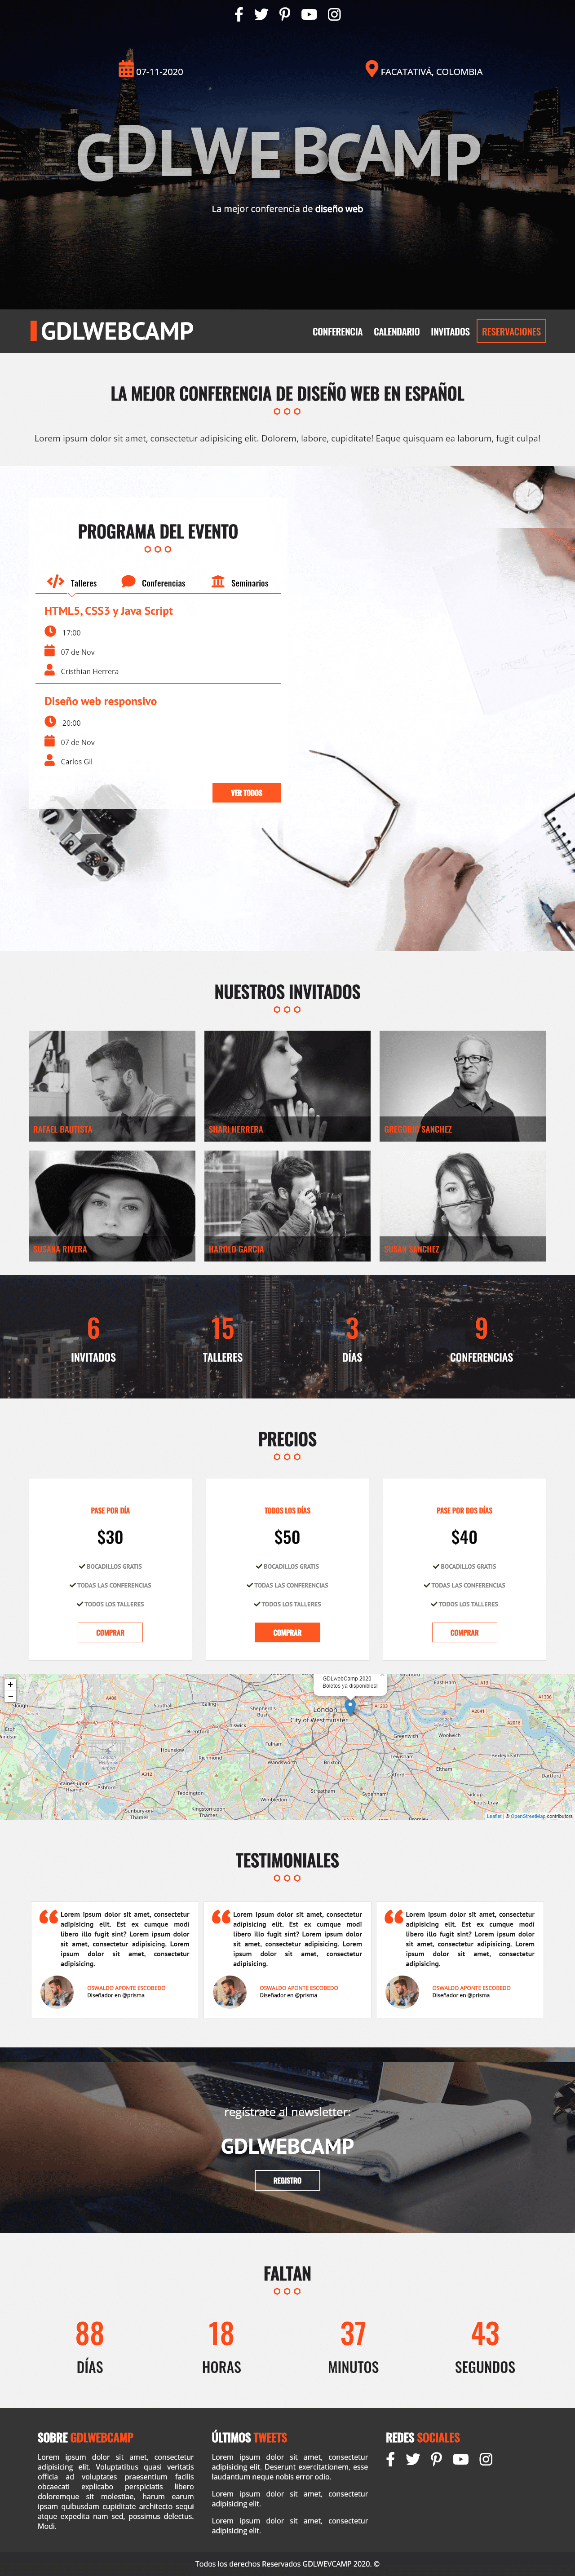 07-11-2020
FACATATIVÁ, COLOMBIA
GDLWEBCAMP
La mejor conferencia de diseño web
GDLWEBCAMP
CONFERENCIA CALENDARIO INVITADOS RESERVACIONES
LA MEJOR CONFERENCIA DE DISEÑO WEB EN ESPAÑOL
Lorem ipsum dolor sit amet, consectetur adipisicing elit. Dolorem, labore, cupiditate! Eaque quisquam ea laborum, fugit culpa!
PROGRAMA DEL EVENTO
Talleres Conferencias Seminarios
HTML5, CSS3 y Java Script
17:00
07 de Nov
Cristhian Herrera
Diseño web responsivo
20:00
07 de Nov
Carlos Gil
VER TODOS
NUESTROS INVITADOS
RAFAEL BAUTISTA
SHARI HERRERA
GREGORIO SANCHEZ
SUSANA RIVERA
HAROLD GARCIA
SUSAN SANCHEZ
6 15 3 9
INVITADOS TALLERES DÍAS CONFERENCIAS
PRECIOS
PASE POR DÍA
$30
BOCADILLOS GRATIS
TODAS LAS CONFERENCIAS
TODOS LOS TALLERES
COMPRAR
TODOS LOS DÍAS
$50
BOCADILLOS GRATIS
TODAS LAS CONFERENCIAS
TODOS LOS TALLERES
COMPRAR
PASE POR DOS DÍAS
$40
BOCADILLOS GRATIS
TODAS LAS CONFERENCIAS
TODOS LOS TALLERES
COMPRAR
+
−
GDLwebCamp 2020
Boletos ya disponibles!
London
City of Westminster
Leaflet | © OpenStreetMap contributors
TESTIMONIALES
Lorem ipsum dolor sit amet, consectetur
adipisicing elit. Est ex cumque modi
libero illo fugit sint? Lorem ipsum dolor
sit amet, consectetur adipisicing. Lorem
ipsum dolor sit amet, consectetur
adipisicing.
OSWALDO APONTE ESCOBEDO
Diseñador en @prisma
Lorem ipsum dolor sit amet, consectetur
adipisicing elit. Est ex cumque modi
libero illo fugit sint? Lorem ipsum dolor
sit amet, consectetur adipisicing. Lorem
ipsum dolor sit amet, consectetur
adipisicing.
OSWALDO APONTE ESCOBEDO
Diseñador en @prisma
Lorem ipsum dolor sit amet, consectetur
adipisicing elit. Est ex cumque modi
libero illo fugit sint? Lorem ipsum dolor
sit amet, consectetur adipisicing. Lorem
ipsum dolor sit amet, consectetur
adipisicing.
OSWALDO APONTE ESCOBEDO
Diseñador en @prisma
regístrate al newsletter:
GDLWEBCAMP
REGISTRO
FALTAN
88 18 37 43
DÍAS HORAS MINUTOS SEGUNDOS
SOBRE GDLWEBCAMP
Lorem ipsum dolor sit amet, consectetur
adipisicing elit. Voluptatibus quasi veritatis
officia ad voluptates praesentium facilis
obcaecati explicabo perspiciatis libero
doloremque sit molestiae, harum earum
ipsam quibusdam cupiditate architecto sequi
atque expedita nam sed, possimus delectus.
Modi.
ÚLTIMOS TWEETS
Lorem ipsum dolor sit amet, consectetur
adipisicing elit. Deserunt exercitationem, esse
laudantium neque nobis error odio.
Lorem ipsum dolor sit amet, consectetur
adipisicing elit.
Lorem ipsum dolor sit amet, consectetur
adipisicing elit.
REDES SOCIALES
Todos los derechos Reservados GDLWEVCAMP 2020. ©